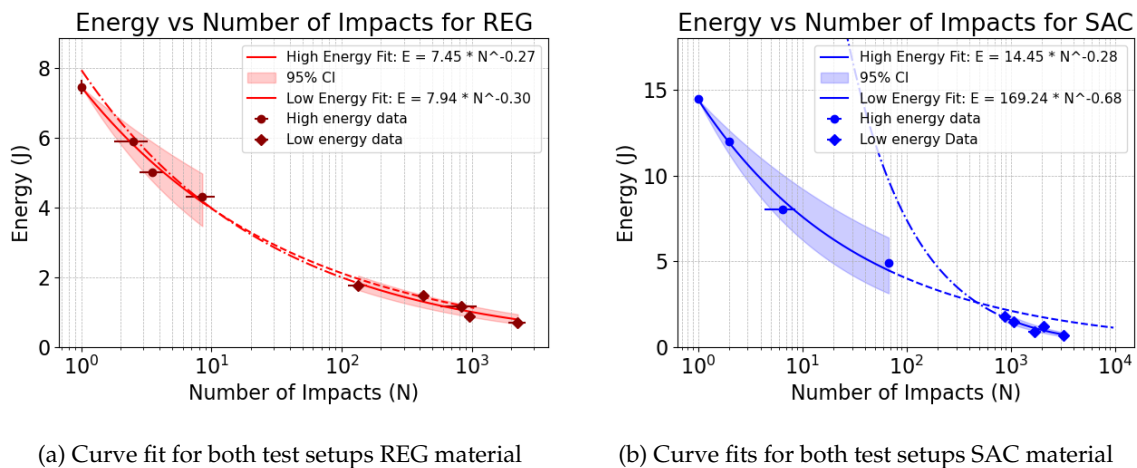 Energy vs Number of Impacts for REG
High Energy Fit: E = 7.45 * N^-0.27
95% CI
Low Energy Fit: E = 7.94 * N^-0.30
High energy data
Low energy data
Energy (J)
8
6
4
2
0
10^0
10^1
10^2
10^3
Number of Impacts (N)
(a) Curve fit for both test setups REG material
Energy vs Number of Impacts for SAC
High Energy Fit: E = 14.45 * N^-0.28
95% CI
Low Energy Fit: E = 169.24 * N^-0.68
High energy data
Low energy Data
Energy (J)
15
10
5
0
10^0
10^1
10^2
10^3
10^4
Number of Impacts (N)
(b) Curve fits for both test setups SAC material